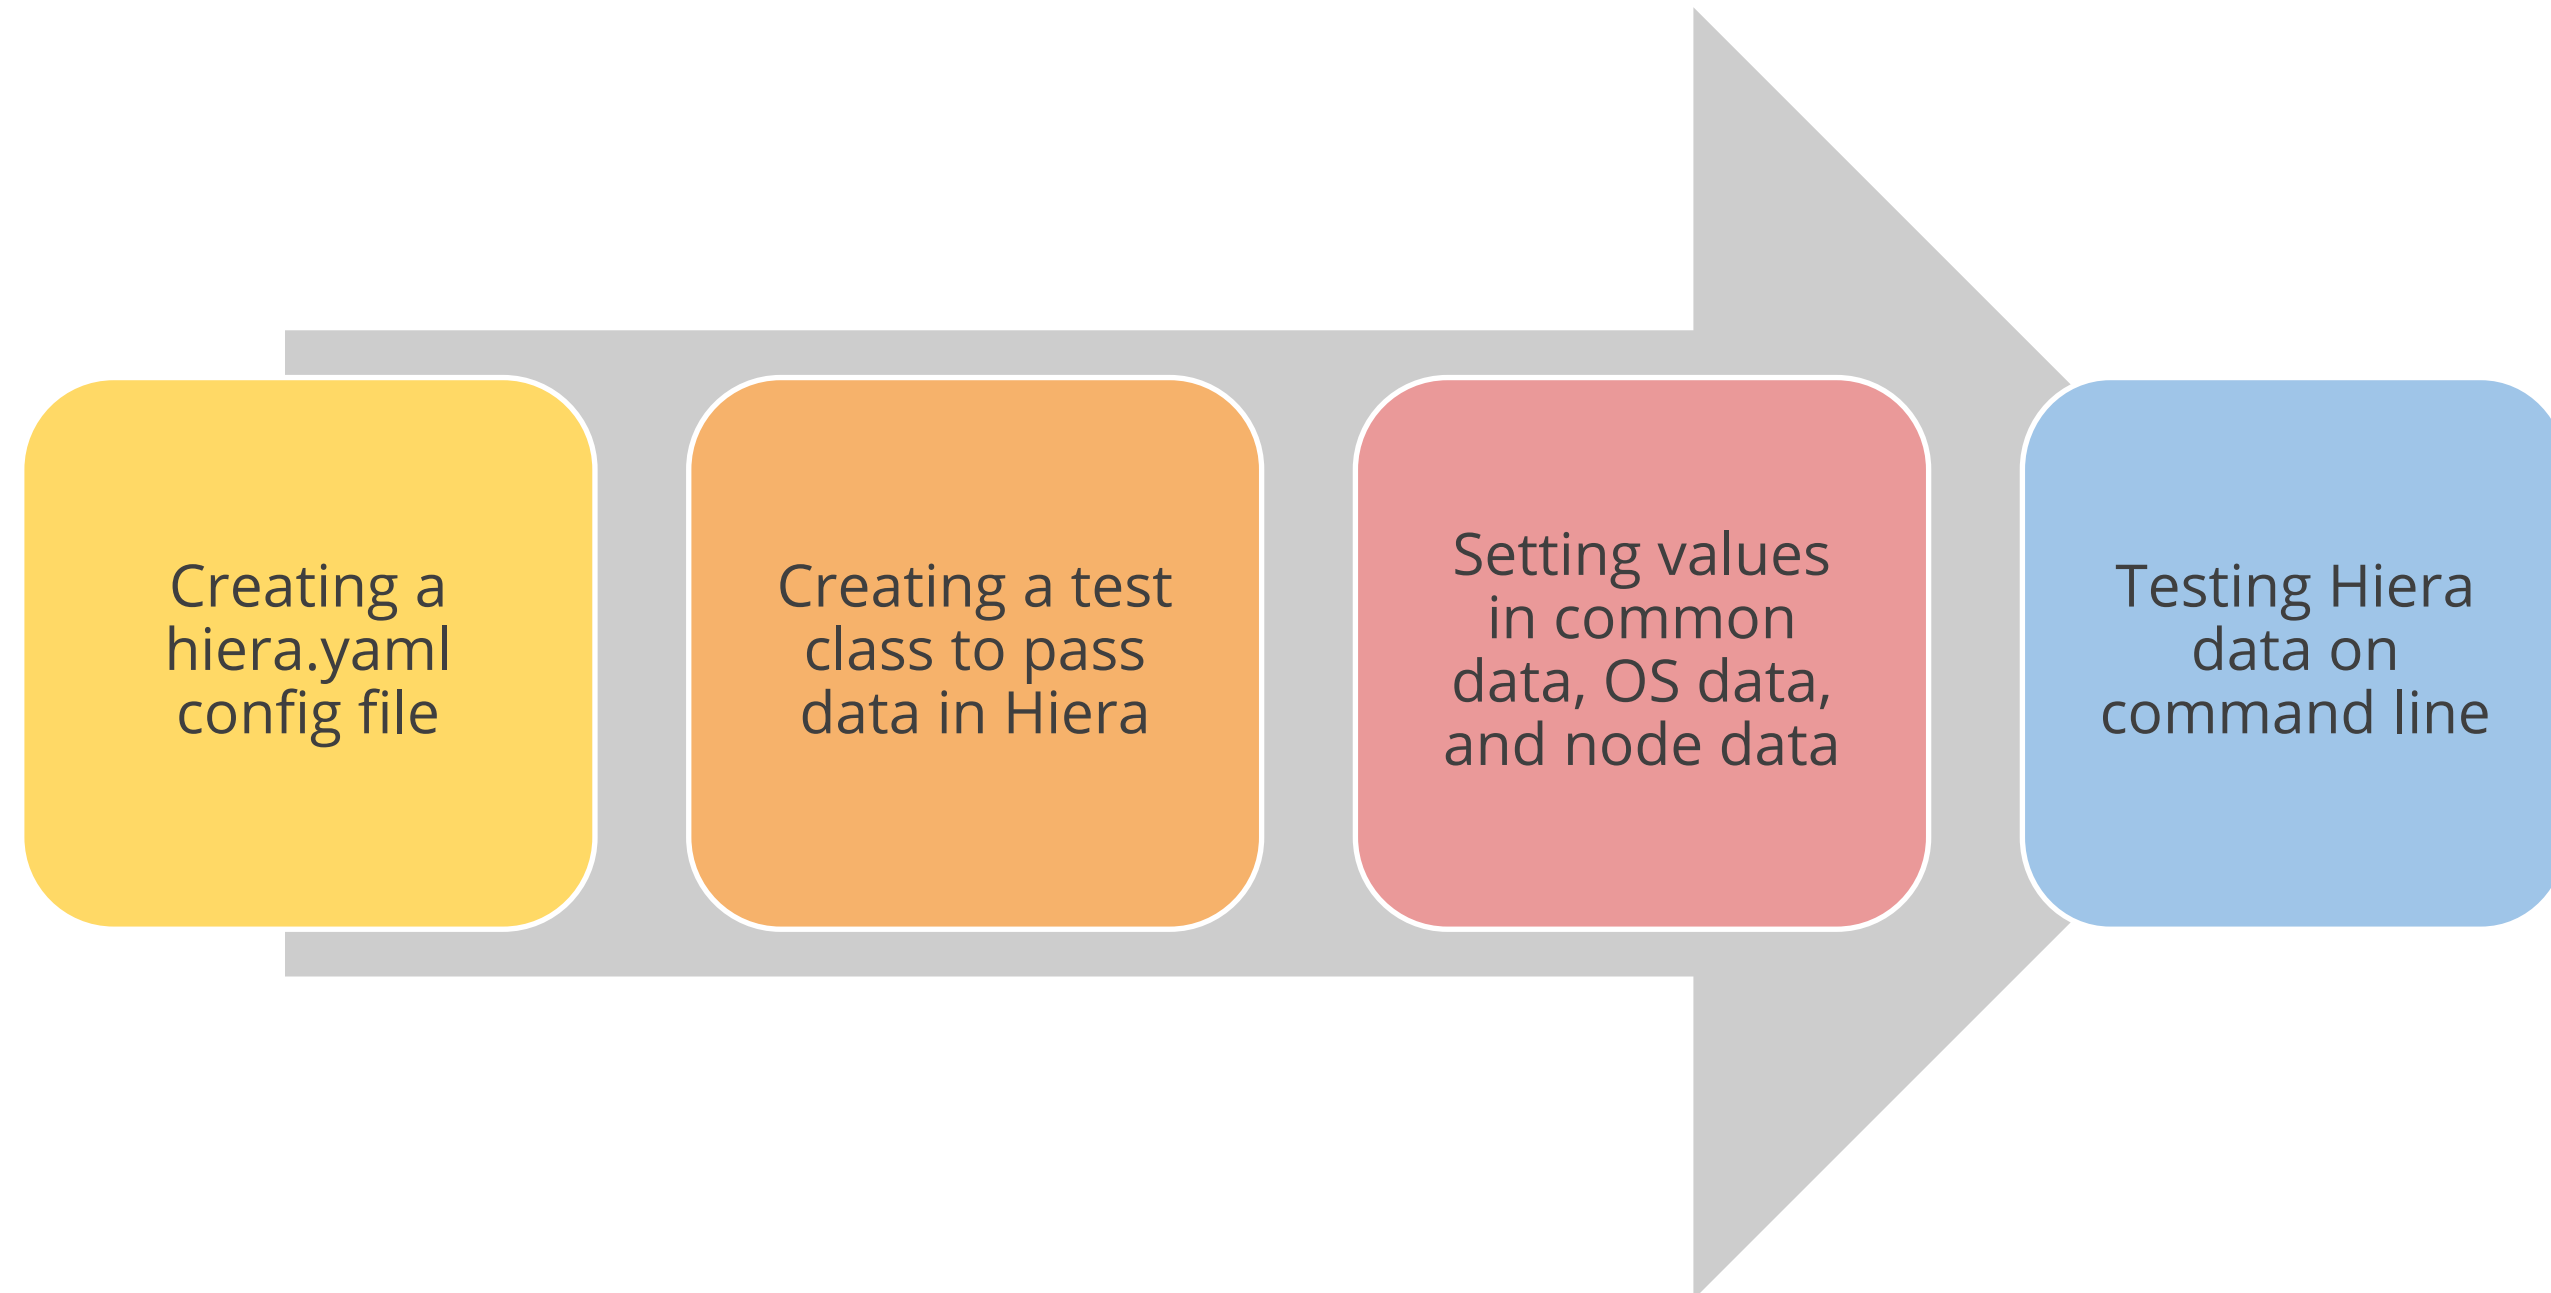 Creating a
hiera.yaml
config file
Creating a test
class to pass
data in Hiera
Setting values
in common
data, OS data,
and node data
Testing Hiera
data on
command line